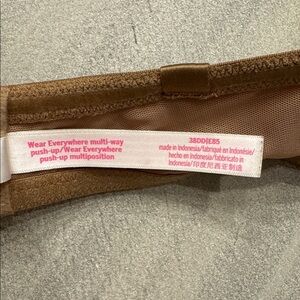 Wear Everywhere multi-way
push-up/Wear Everywhere
push-up multiposition
38DD|E85
made in Indonesia/fabriqué en Indonésie/
hecho en Indonesia/fabbricato in
Indonesia/印度尼西亚制造